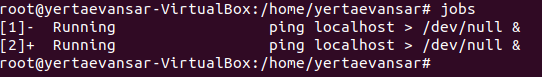 root@yertaevansar-VirtualBox:/home/yertaevansar# jobs
[1]-  Running                 ping localhost > /dev/null &
[2]+  Running                 ping localhost > /dev/null &
root@yertaevansar-VirtualBox:/home/yertaevansar#